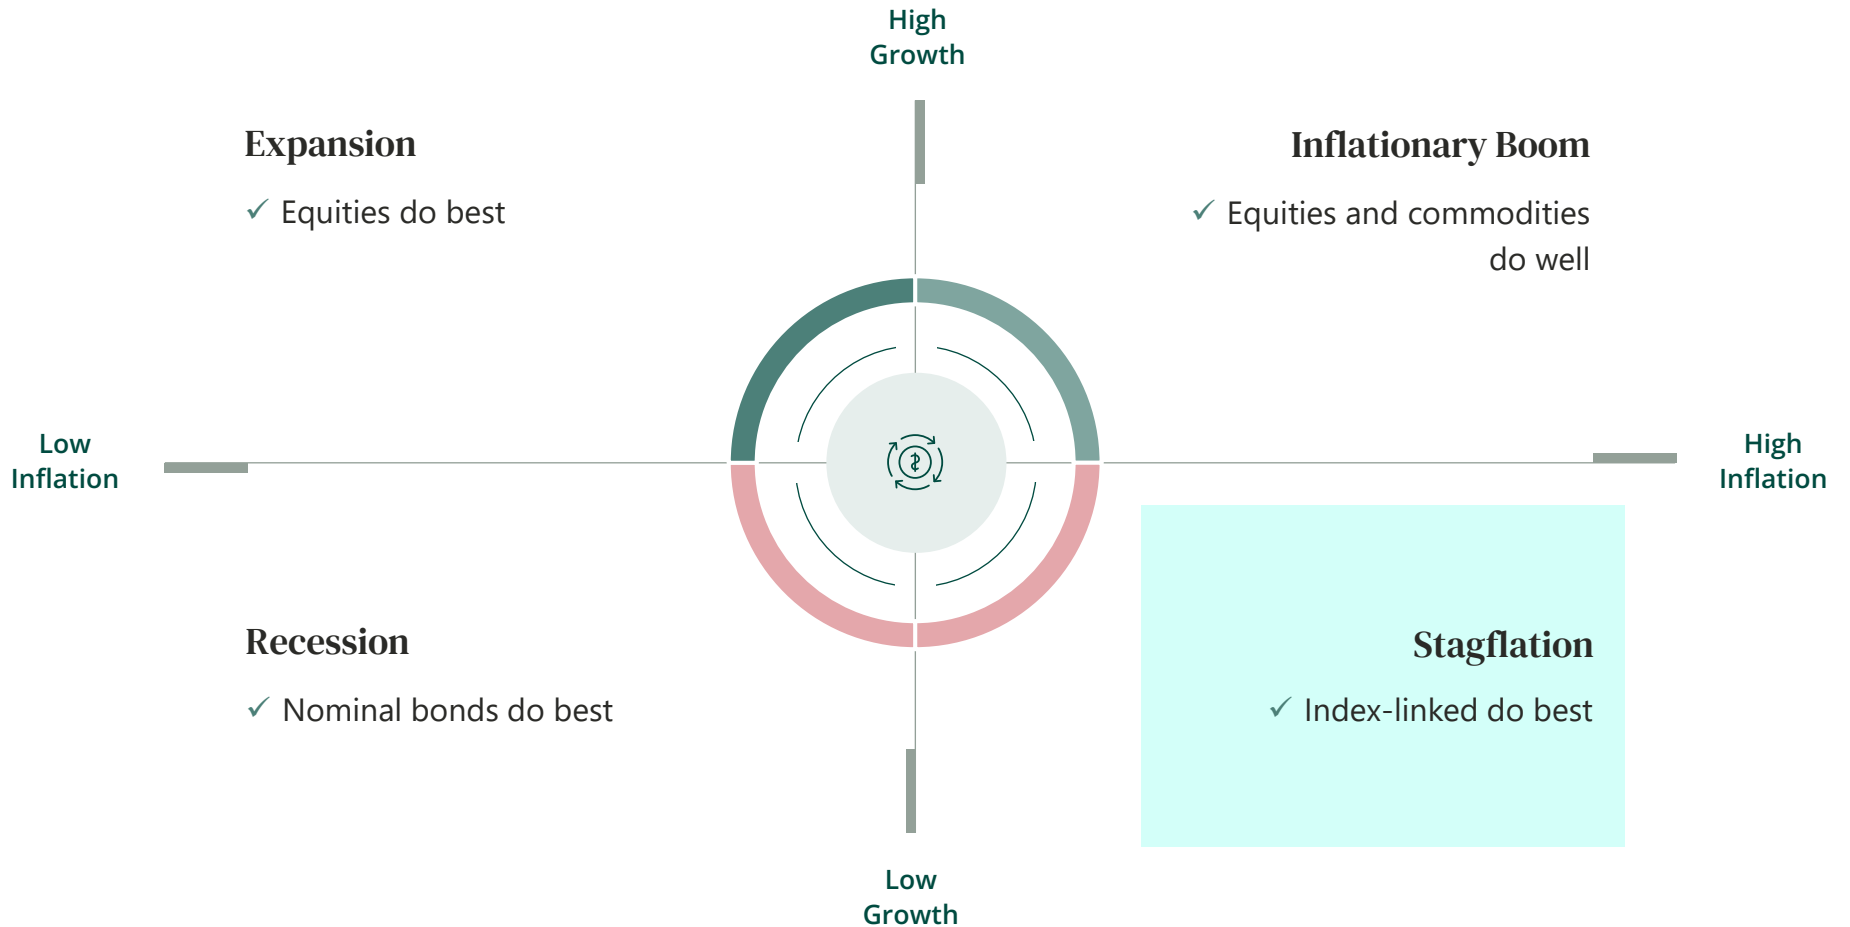 High
Growth
Expansion
✓ Equities do best
Inflationary Boom
✓ Equities and commodities
do well
Low
Inflation
High
Inflation
Recession
✓ Nominal bonds do best
Stagflation
✓ Index-linked do best
Low
Growth